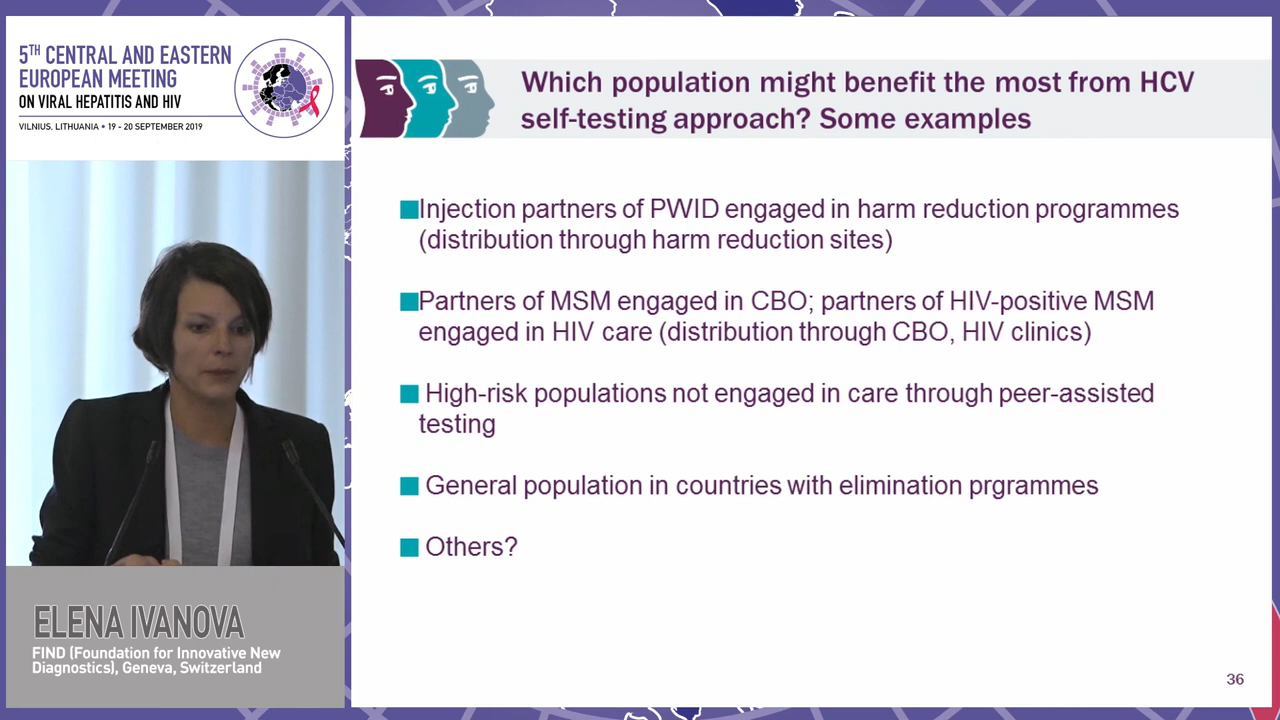 5TH CENTRAL AND EASTERN
EUROPEAN MEETING
ON VIRAL HEPATITIS AND HIV
VILNIUS, LITHUANIA • 19 - 20 SEPTEMBER 2019
Which population might benefit the most from HCV
self-testing approach? Some examples
Injection partners of PWID engaged in harm reduction programmes
(distribution through harm reduction sites)
Partners of MSM engaged in CBO; partners of HIV-positive MSM
engaged in HIV care (distribution through CBO, HIV clinics)
High-risk populations not engaged in care through peer-assisted
testing
General population in countries with elimination prgrammes
Others?
ELENA IVANOVA
FIND (Foundation for Innovative New
Diagnostics), Geneva, Switzerland
36